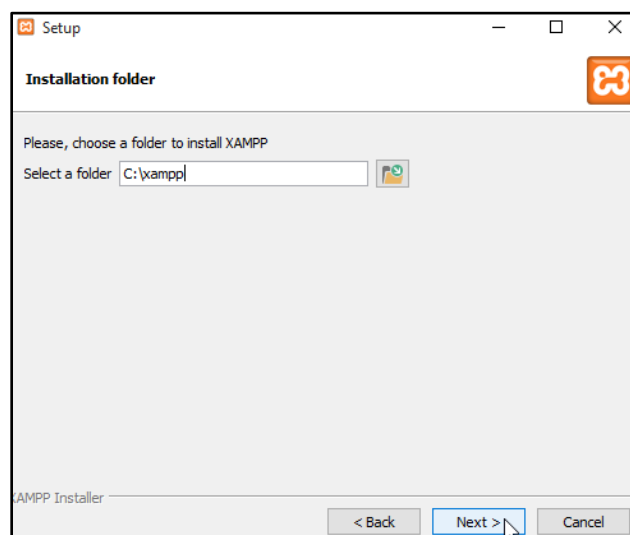 Setup
Installation folder
Please, choose a folder to install XAMPP
Select a folder C:\xampp
XAMPP Installer
< Back Next > Cancel